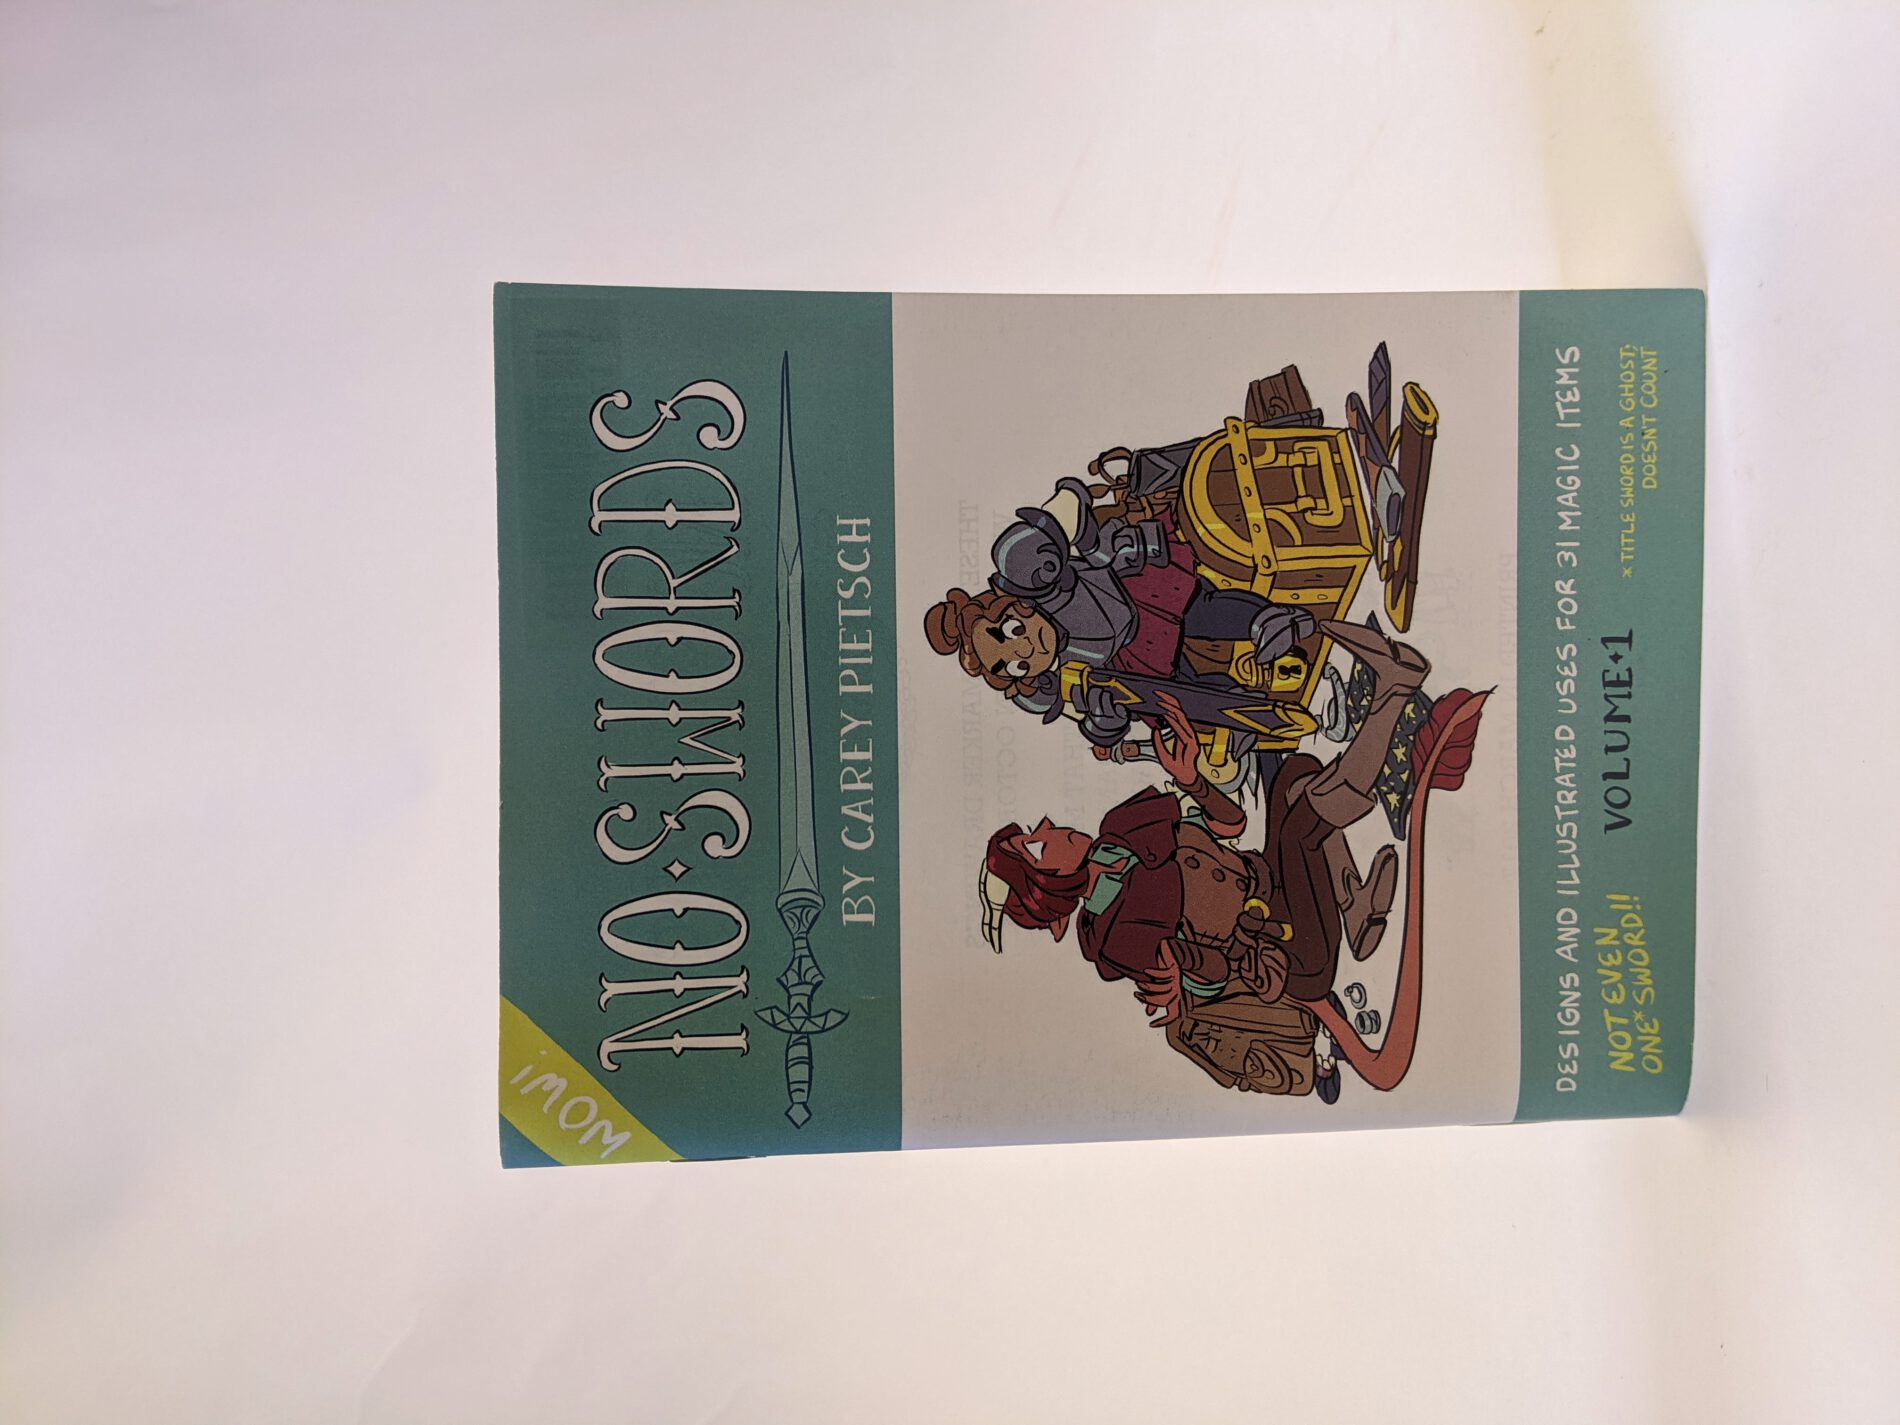 WOW!
NO·SWORDS
BY CAREY PIETSCH
DESIGNS AND ILLUSTRATED USES FOR 31 MAGIC ITEMS
NOT EVEN
ONE* SWORD!!
VOLUME·1
* TITLE SWORD IS A GHOST;
DOESN'T COUNT